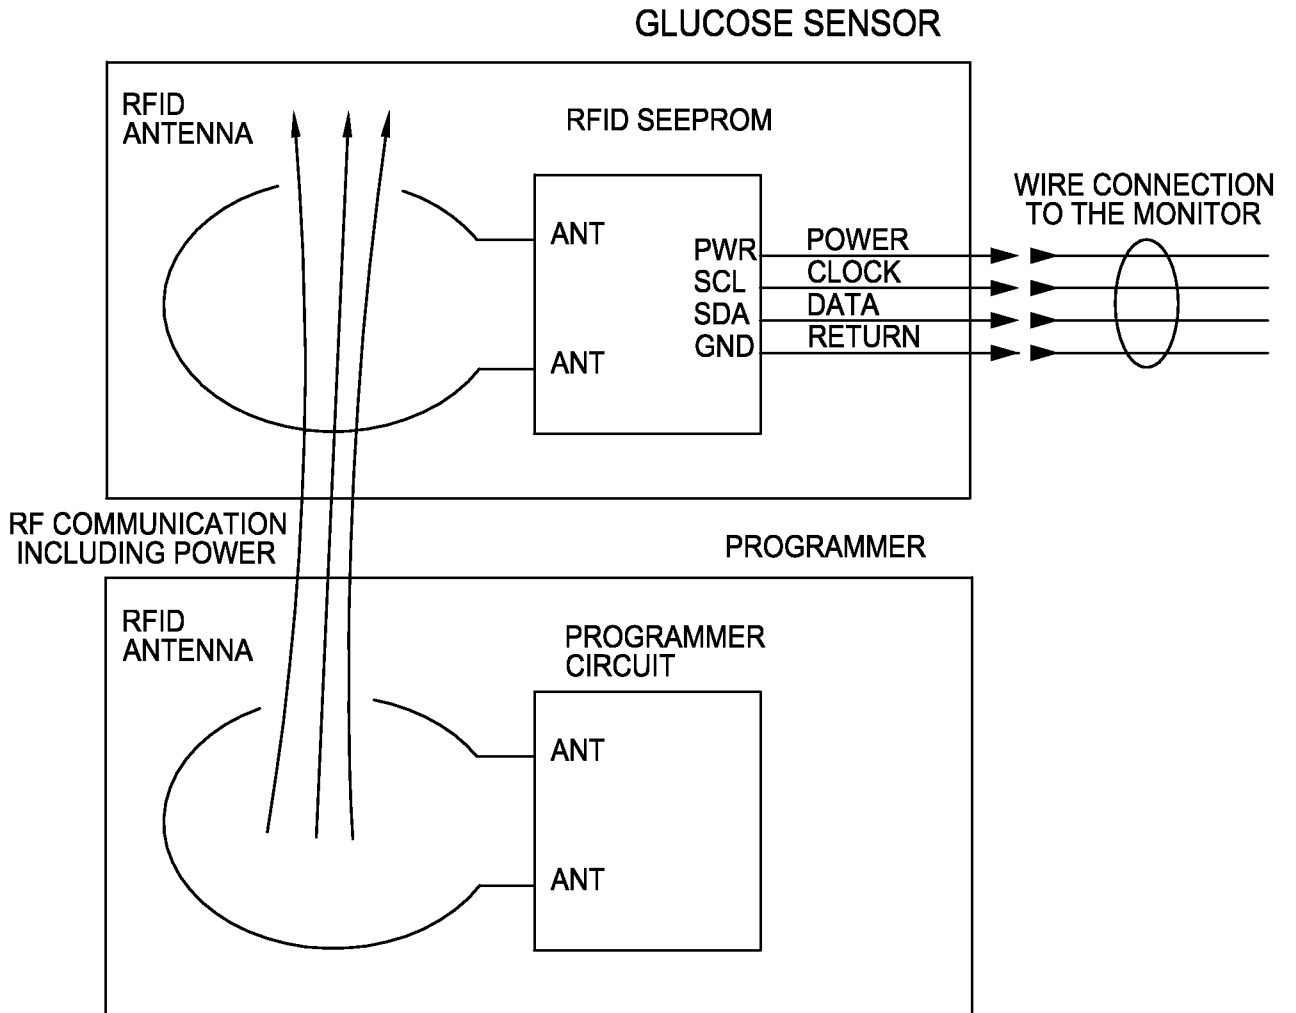 GLUCOSE SENSOR
RFID
ANTENNA
RFID SEEPROM
WIRE CONNECTION
TO THE MONITOR
ANT
ANT
PWR
SCL
SDA
GND
POWER
CLOCK
DATA
RETURN
RF COMMUNICATION
INCLUDING POWER
PROGRAMMER
RFID
ANTENNA
PROGRAMMER
CIRCUIT
ANT
ANT